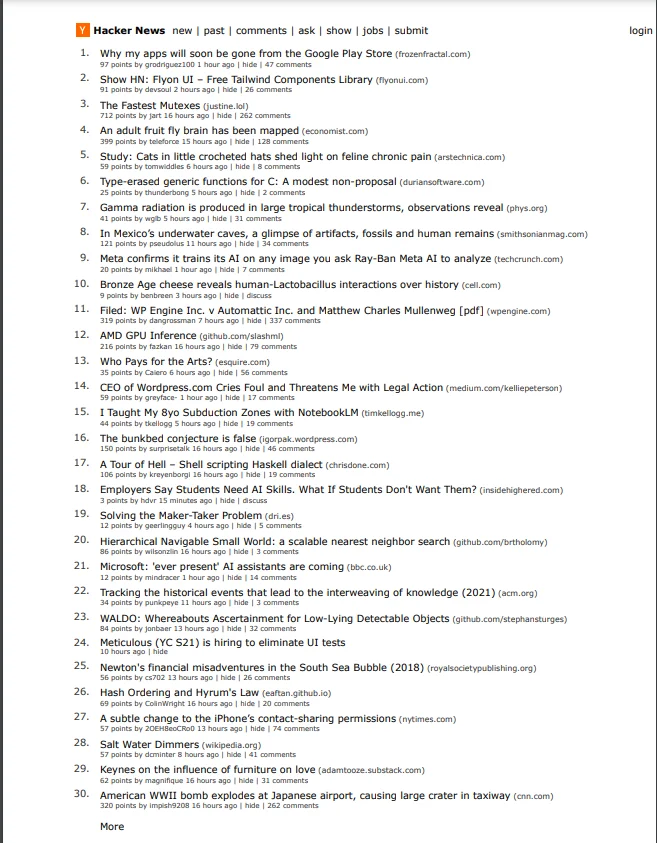 Y Hacker News new | past | comments | ask | show | jobs | submit login
1. Why my apps will soon be gone from the Google Play Store (frozenfractal.com)
97 points by grodriguez100 1 hour ago | hide | 47 comments
2. Show HN: Flyon UI – Free Tailwind Components Library (flyonui.com)
91 points by devsoul 2 hours ago | hide | 26 comments
3. The Fastest Mutexes (justine.lol)
712 points by jart 16 hours ago | hide | 262 comments
4. An adult fruit fly brain has been mapped (economist.com)
399 points by teleforce 15 hours ago | hide | 128 comments
5. Study: Cats in little crocheted hats shed light on feline chronic pain (arstechnica.com)
59 points by tomwiddles 6 hours ago | hide | 8 comments
6. Type-erased generic functions for C: A modest non-proposal (duriansoftware.com)
25 points by thunderbong 5 hours ago | hide | 2 comments
7. Gamma radiation is produced in large tropical thunderstorms, observations reveal (phys.org)
41 points by wglb 5 hours ago | hide | 31 comments
8. In Mexico’s underwater caves, a glimpse of artifacts, fossils and human remains (smithsonianmag.com)
121 points by pseudolus 11 hours ago | hide | 34 comments
9. Meta confirms it trains its AI on any image you ask Ray-Ban Meta AI to analyze (techcrunch.com)
20 points by mikhael 1 hour ago | hide | 7 comments
10. Bronze Age cheese reveals human-Lactobacillus interactions over history (cell.com)
9 points by benbreen 3 hours ago | hide | discuss
11. Filed: WP Engine Inc. v Automattic Inc. and Matthew Charles Mullenweg [pdf] (wpengine.com)
319 points by dangrossman 7 hours ago | hide | 337 comments
12. AMD GPU Inference (github.com/slashml)
216 points by fazkan 16 hours ago | hide | 79 comments
13. Who Pays for the Arts? (esquire.com)
35 points by Caiero 6 hours ago | hide | 56 comments
14. CEO of Wordpress.com Cries Foul and Threatens Me with Legal Action (medium.com/kelliepeterson)
59 points by greyface- 1 hour ago | hide | 17 comments
15. I Taught My 8yo Subduction Zones with NotebookLM (timkellogg.me)
44 points by tkellogg 5 hours ago | hide | 19 comments
16. The bunkbed conjecture is false (igorpak.wordpress.com)
150 points by surprisetalk 16 hours ago | hide | 46 comments
17. A Tour of Hell – Shell scripting Haskell dialect (chrisdone.com)
106 points by kreyenborgi 16 hours ago | hide | 19 comments
18. Employers Say Students Need AI Skills. What If Students Don't Want Them? (insidehighered.com)
3 points by hdvr 15 minutes ago | hide | discuss
19. Solving the Maker-Taker Problem (dri.es)
12 points by geerlingguy 4 hours ago | hide | 5 comments
20. Hierarchical Navigable Small World: a scalable nearest neighbor search (github.com/brtholomy)
86 points by wilsonzlin 16 hours ago | hide | 3 comments
21. Microsoft: 'ever present' AI assistants are coming (bbc.co.uk)
12 points by mindracer 1 hour ago | hide | 14 comments
22. Tracking the historical events that lead to the interweaving of knowledge (2021) (acm.org)
34 points by punkpeye 11 hours ago | hide | 3 comments
23. WALDO: Whereabouts Ascertainment for Low-Lying Detectable Objects (github.com/stephansturges)
84 points by jonbaer 13 hours ago | hide | 32 comments
24. Meticulous (YC S21) is hiring to eliminate UI tests
10 hours ago | hide
25. Newton's financial misadventures in the South Sea Bubble (2018) (royalsocietypublishing.org)
56 points by cs702 13 hours ago | hide | 26 comments
26. Hash Ordering and Hyrum's Law (eaftan.github.io)
69 points by ColinWright 16 hours ago | hide | 20 comments
27. A subtle change to the iPhone’s contact-sharing permissions (nytimes.com)
57 points by 2OEH8eoCRo0 13 hours ago | hide | 74 comments
28. Salt Water Dimmers (wikipedia.org)
57 points by dcminter 8 hours ago | hide | 41 comments
29. Keynes on the influence of furniture on love (adamtooze.substack.com)
62 points by magnifique 16 hours ago | hide | 31 comments
30. American WWII bomb explodes at Japanese airport, causing large crater in taxiway (cnn.com)
320 points by impish9208 16 hours ago | hide | 262 comments
More